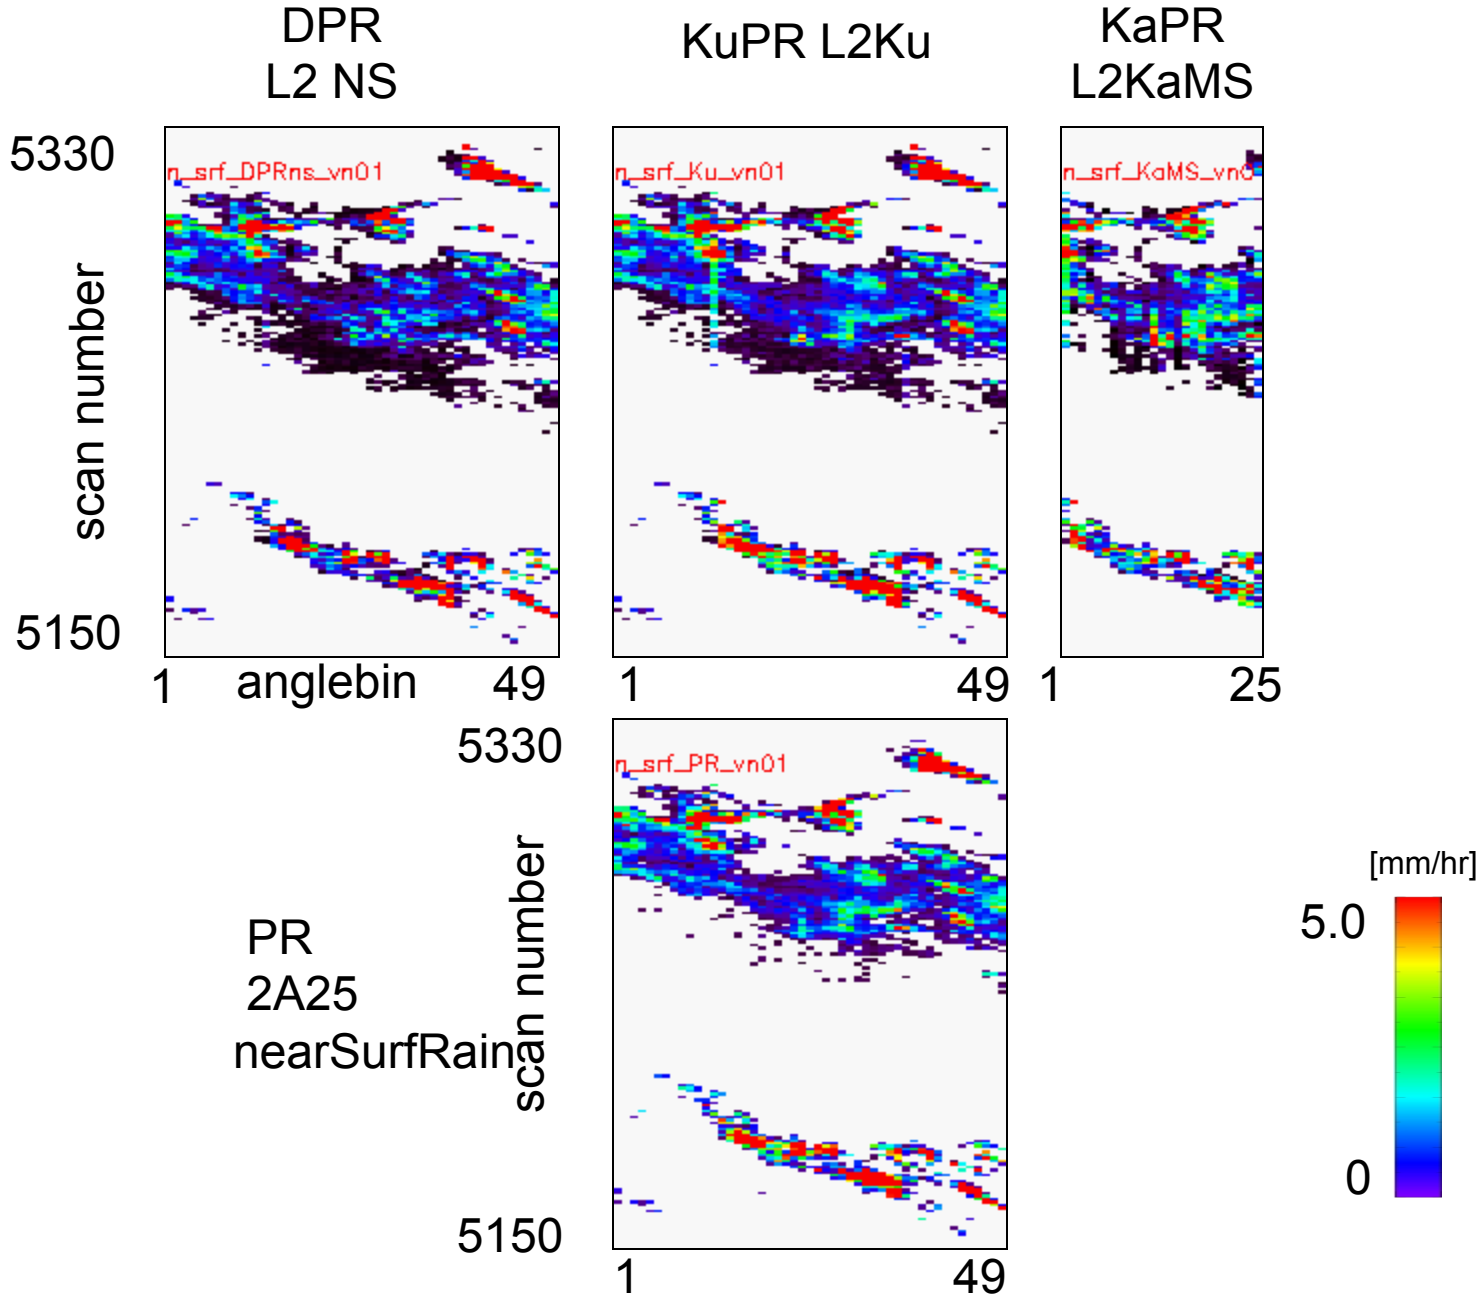 DPR
L2 NS
KuPR L2Ku
KaPR
L2KaMS
5330
n_srf_DPRns_vn01
n_srf_Ku_vn01
n_srf_KaMS_vn0
scan number
5150
1
anglebin
49
1
49
1
25
5330
n_srf_PR_vn01
scan number
PR
2A25
nearSurfRain
[mm/hr]
5.0
0
5150
1
49